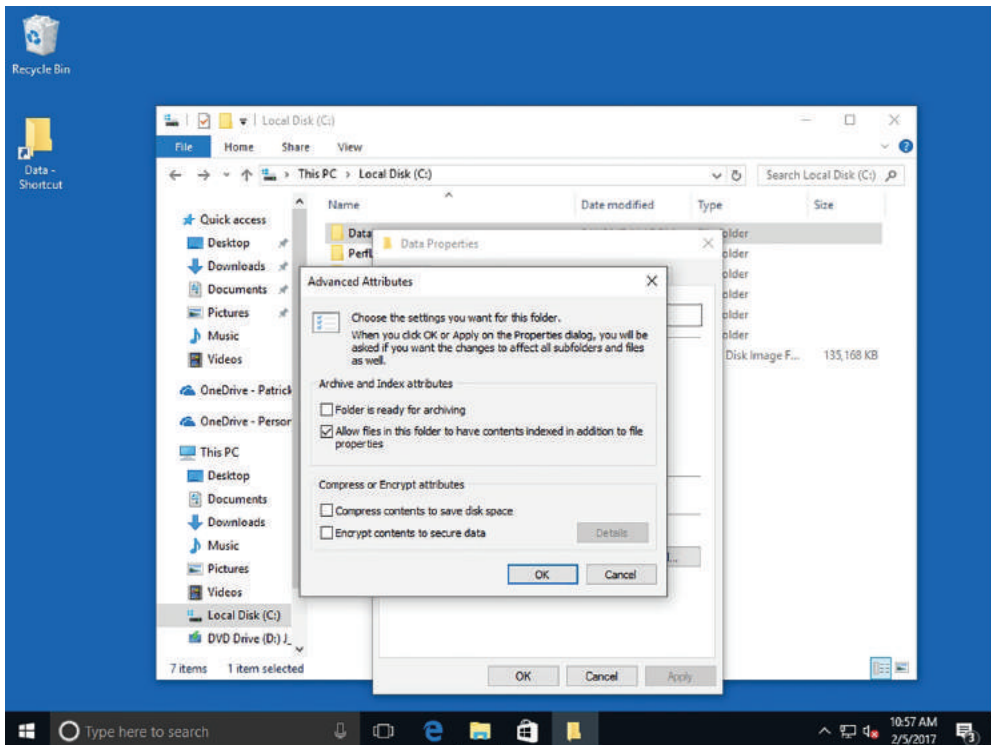 Recycle Bin
Data -
Shortcut
Local Disk (C:)
File Home Share View
This PC > Local Disk (C:)
Search Local Disk (C:)
Name Date modified Type Size
Quick access
Desktop
Downloads
Documents
Pictures
Music
Videos
OneDrive - Patrick
OneDrive - Person
This PC
Desktop
Documents
Downloads
Music
Pictures
Videos
Local Disk (C:)
DVD Drive (D:) J_
Data
PerfL
older
older
older
older
older
older
Disk Image F... 135,168 KB
7 items 1 item selected
Data Properties
OK Cancel Apply
Advanced Attributes
Choose the settings you want for this folder.
When you click OK or Apply on the Properties dialog, you will be
asked if you want the changes to affect all subfolders and files
as well.
Archive and Index attributes
Folder is ready for archiving
Allow files in this folder to have contents indexed in addition to file
properties
Compress or Encrypt attributes
Compress contents to save disk space
Encrypt contents to secure data
Details
OK Cancel
Type here to search
10:57 AM
2/5/2017
3